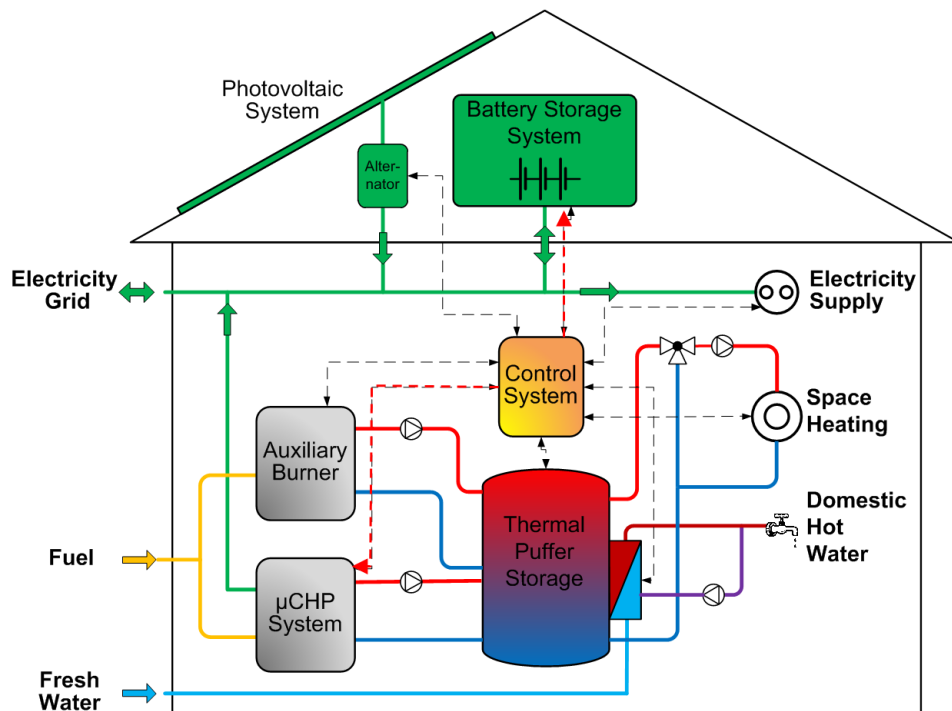 Photovoltaic
System
Battery Storage
System
Alter-
nator
Electricity
Grid
Electricity
Supply
Control
System
Space
Heating
Auxiliary
Burner
Thermal
Puffer
Storage
Domestic
Hot
Water
Fuel
µCHP
System
Fresh
Water